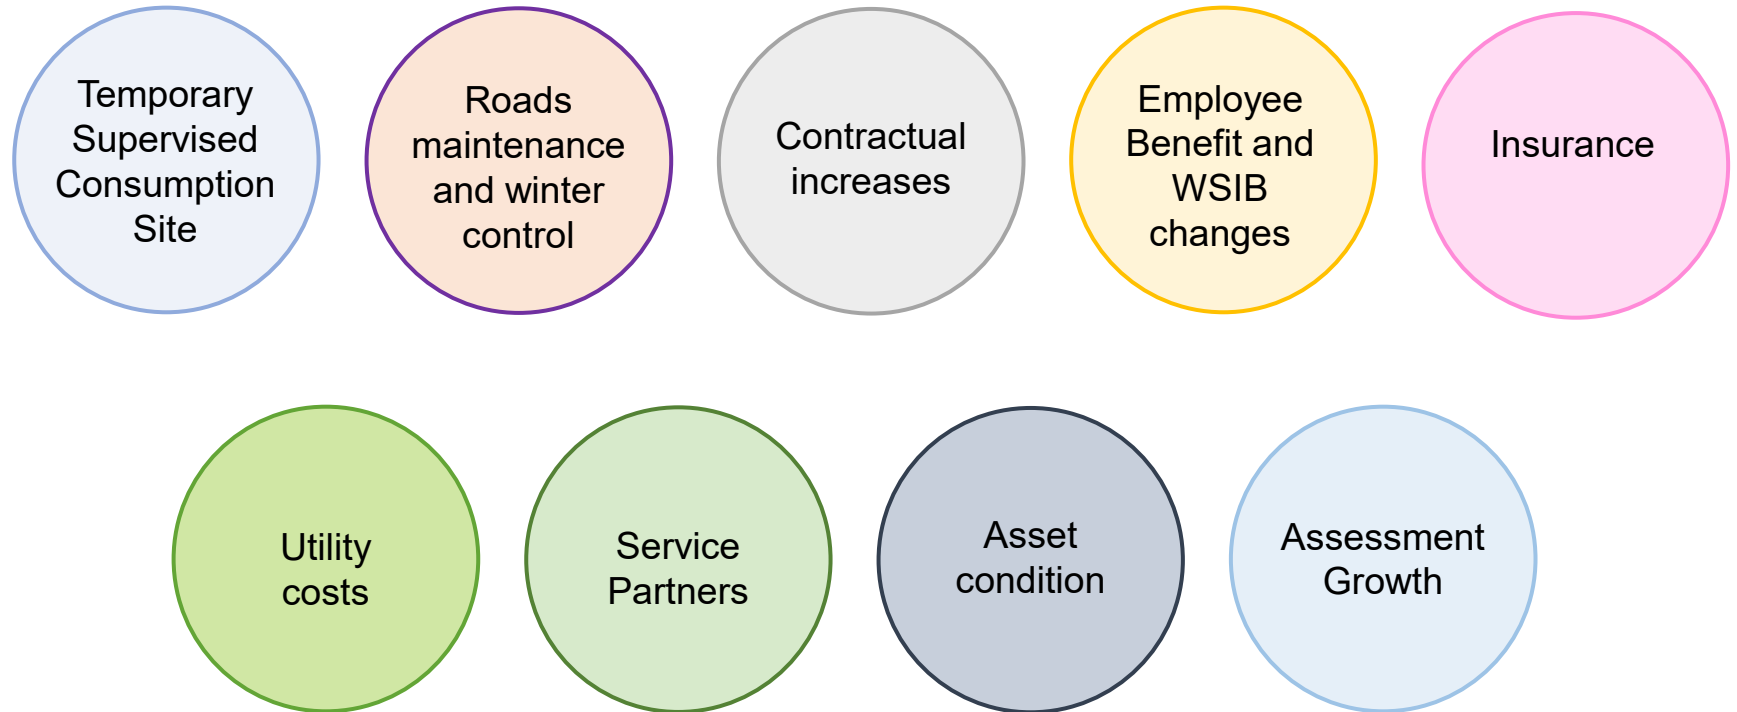 Temporary
Supervised
Consumption
Site
Roads
maintenance
and winter
control
Contractual
increases
Employee
Benefit and
WSIB
changes
Insurance
Utility
costs
Service
Partners
Asset
condition
Assessment
Growth